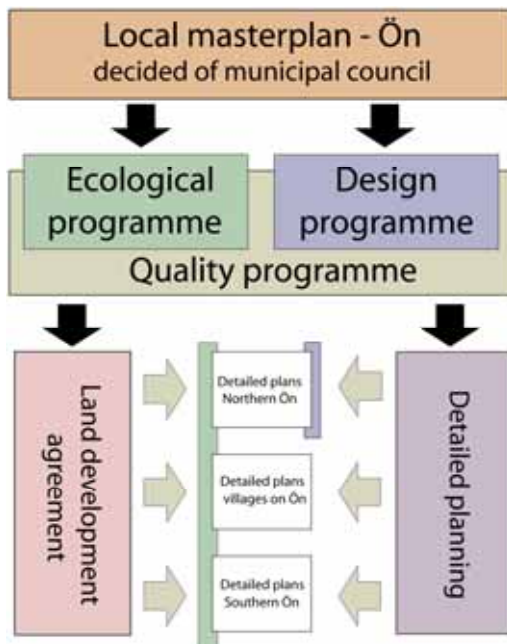 Local masterplan - Ön
decided of municipal council
Ecological
programme
Design
programme
Quality programme
Land development
agreement
Detailed plans
Northern Ön
Detailed plans
villages on Ön
Detailed plans
Southern Ön
Detailed planning